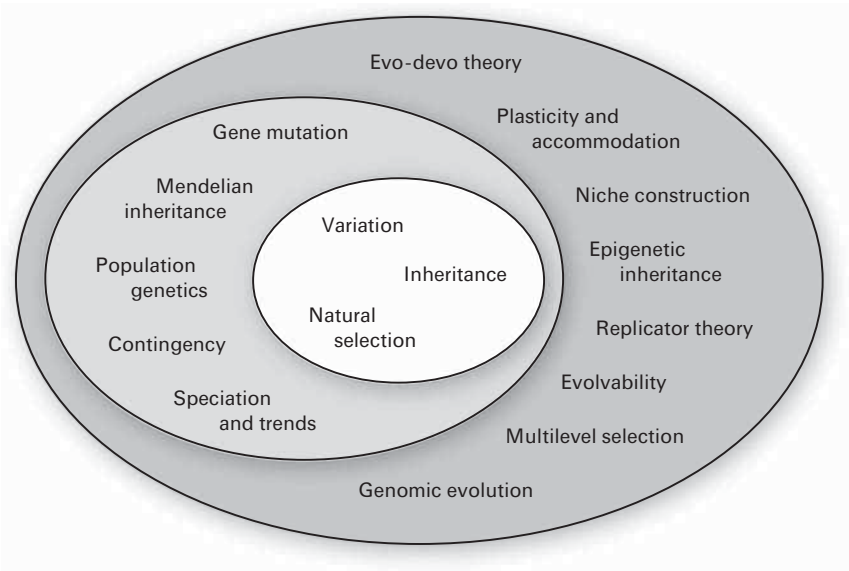 Evo-devo theory
Plasticity and
accommodation
Gene mutation
Mendelian
inheritance
Niche construction
Variation
Epigenetic
inheritance
Population
genetics
Inheritance
Natural
selection
Replicator theory
Contingency
Evolvability
Speciation
and trends
Multilevel selection
Genomic evolution